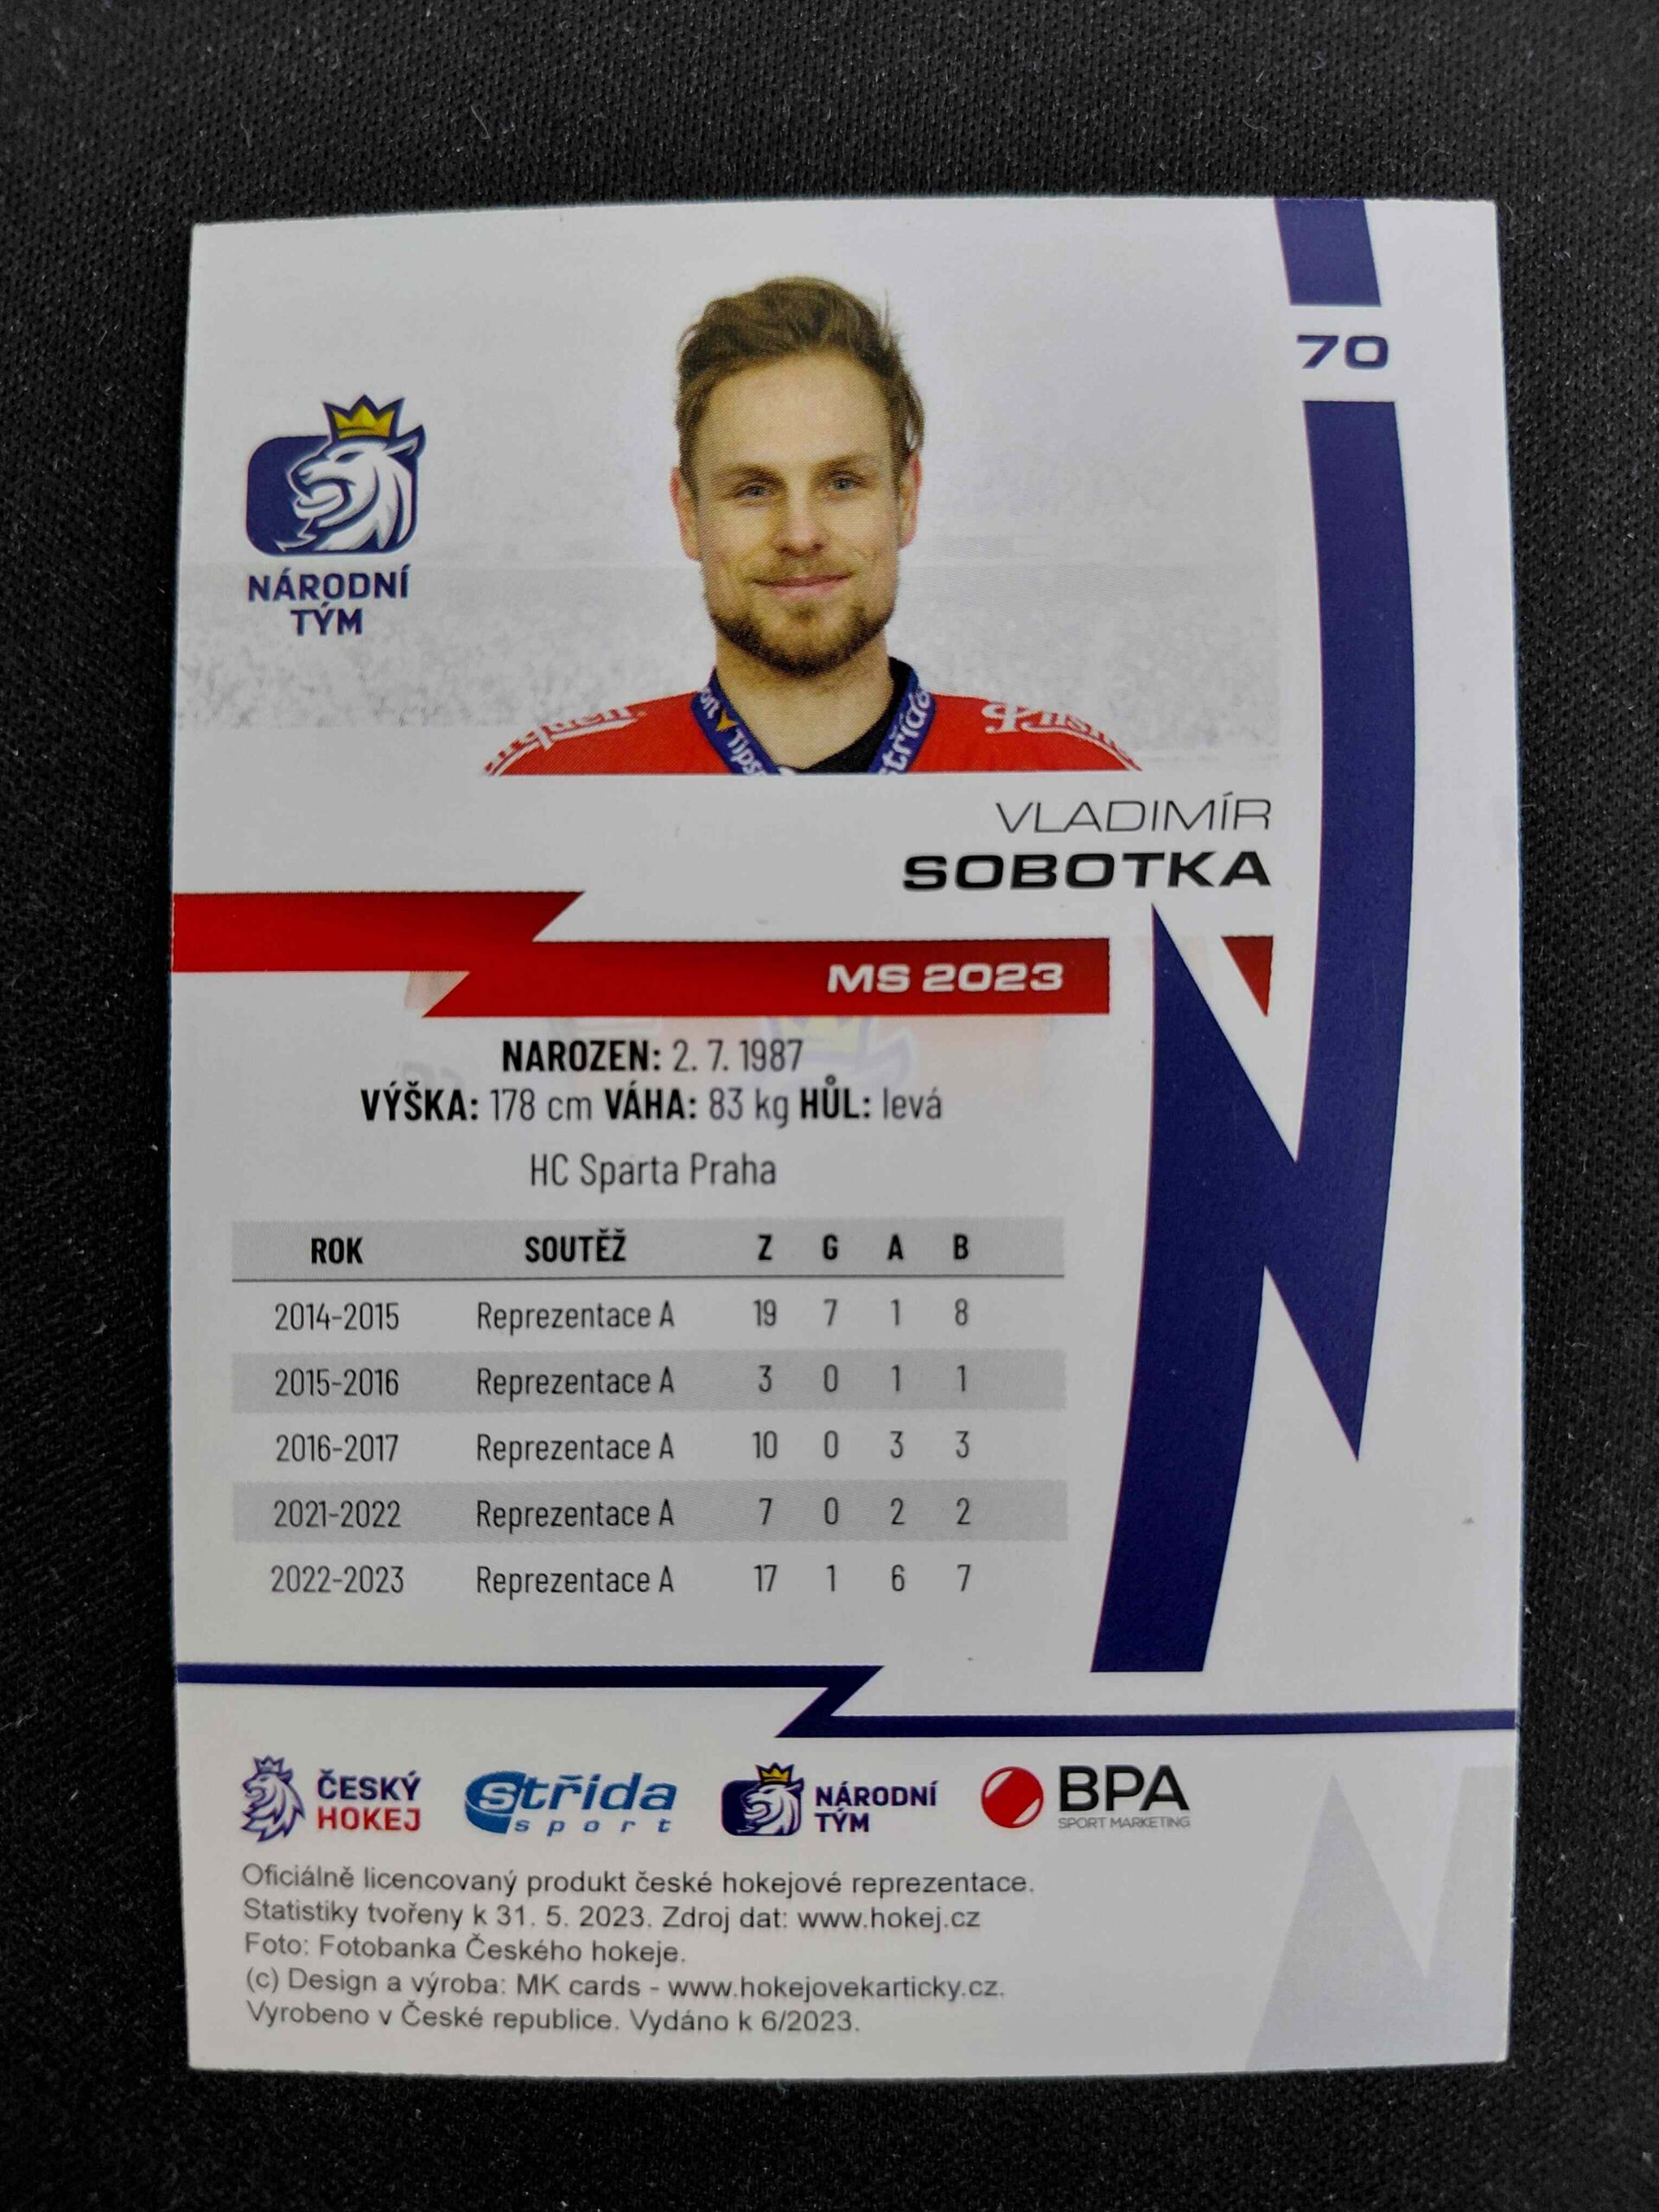 70
NÁRODNÍ
TÝM
VLADIMÍR
SOBOTKA
MS 2023
NAROZEN: 2. 7. 1987
VÝŠKA: 178 cm VÁHA: 83 kg HŮL: levá
HC Sparta Praha
ROK SOUTĚŽ Z G A B
2014-2015 Reprezentace A 19 7 1 8
2015-2016 Reprezentace A 3 0 1 1
2016-2017 Reprezentace A 10 0 3 3
2021-2022 Reprezentace A 7 0 2 2
2022-2023 Reprezentace A 17 1 6 7
ČESKÝ
HOKEJ
střída
sport
NÁRODNÍ
TÝM
BPA
SPORT MARKETING
Oficiálně licencovaný produkt české hokejové reprezentace.
Statistiky tvořeny k 31. 5. 2023. Zdroj dat: www.hokej.cz
Foto: Fotobanka Českého hokeje.
(c) Design a výroba: MK cards - www.hokejovekarticky.cz.
Vyrobeno v České republice. Vydáno k 6/2023.